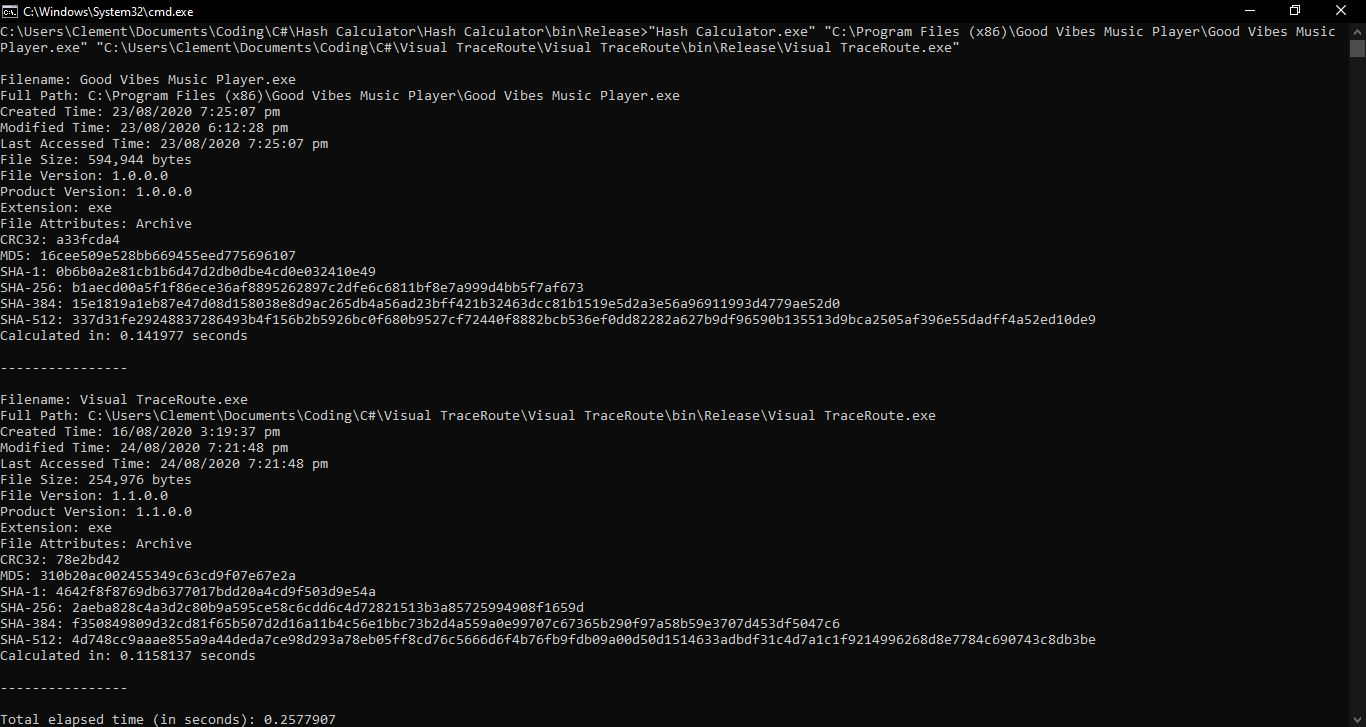 C:\Windows\System32\cmd.exe
C:\Users\Clement\Documents\Coding\C#\Hash Calculator\Hash Calculator\bin\Release>"Hash Calculator.exe" "C:\Program Files (x86)\Good Vibes Music Player\Good Vibes Music
Player.exe" "C:\Users\Clement\Documents\Coding\C#\Visual TraceRoute\Visual TraceRoute\bin\Release\Visual TraceRoute.exe"
Filename: Good Vibes Music Player.exe
Full Path: C:\Program Files (x86)\Good Vibes Music Player\Good Vibes Music Player.exe
Created Time: 23/08/2020 7:25:07 pm
Modified Time: 23/08/2020 6:12:28 pm
Last Accessed Time: 23/08/2020 7:25:07 pm
File Size: 594,944 bytes
File Version: 1.0.0.0
Product Version: 1.0.0.0
Extension: exe
File Attributes: Archive
CRC32: a33fcda4
MD5: 16cee509e528bb669455eed775696107
SHA-1: 0b6b0a2e81cb1b6d47d2db0dbe4cd0e032410e49
SHA-256: b1aecd00a5f1f86ece36af8895262897c2dfe6c6811bf8e7a999d4bb5f7af673
SHA-384: 15e1819a1eb87e47d08d158038e8d9ac265db4a56ad23bff421b32463dcc81b1519e5d2a3e56a96911993d4779ae52d0
SHA-512: 337d31fe29248837286493b4f156b2b5926bc0f680b9527cf72440f8882bcb536ef0dd82282a627b9df96590b135513d9bca2505af396e55dadff4a52ed10de9
Calculated in: 0.141977 seconds
----------------
Filename: Visual TraceRoute.exe
Full Path: C:\Users\Clement\Documents\Coding\C#\Visual TraceRoute\Visual TraceRoute\bin\Release\Visual TraceRoute.exe
Created Time: 16/08/2020 3:19:37 pm
Modified Time: 24/08/2020 7:21:48 pm
Last Accessed Time: 24/08/2020 7:21:48 pm
File Size: 254,976 bytes
File Version: 1.1.0.0
Product Version: 1.1.0.0
Extension: exe
File Attributes: Archive
CRC32: 78e2bd42
MD5: 310b20ac002455349c63cd9f07e67e2a
SHA-1: 4642f8f8769db6377017bdd20a4cd9f503d9e54a
SHA-256: 2aeba828c4a3d2c80b9a595ce58c6cdd6c4d72821513b3a85725994908f1659d
SHA-384: f350849809d32cd81f65b507d2d16a11b4c56e1bbc73b2d4a559a0e99707c67365b290f97a58b59e3707d453df5047c6
SHA-512: 4d748cc9aaae855a9a44deda7ce98d293a78eb05ff8cd76c5666d6f4b76fb9fdb09a00d50d1514633adbdf31c4d7a1c1f9214996268d8e7784c690743c8db3be
Calculated in: 0.1158137 seconds
----------------
Total elapsed time (in seconds): 0.2577907